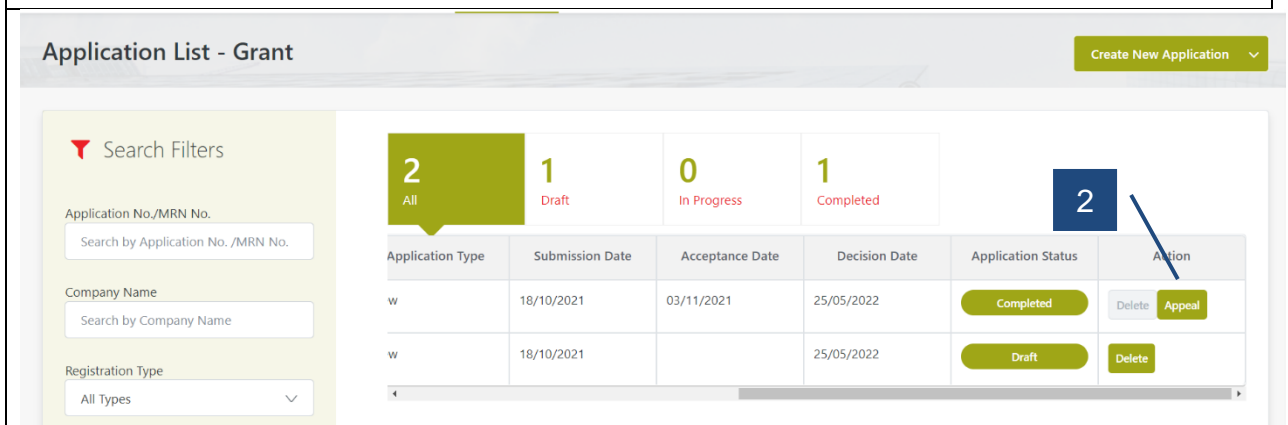 Application List - Grant
Create New Application
Search Filters
Application No./MRN No.
Search by Application No. /MRN No.
Company Name
Search by Company Name
Registration Type
All Types
2
All
1
Draft
0
In Progress
1
Completed
2
Application Type Submission Date Acceptance Date Decision Date Application Status Action
w 18/10/2021 03/11/2021 25/05/2022 Completed Delete Appeal
w 18/10/2021 25/05/2022 Draft Delete